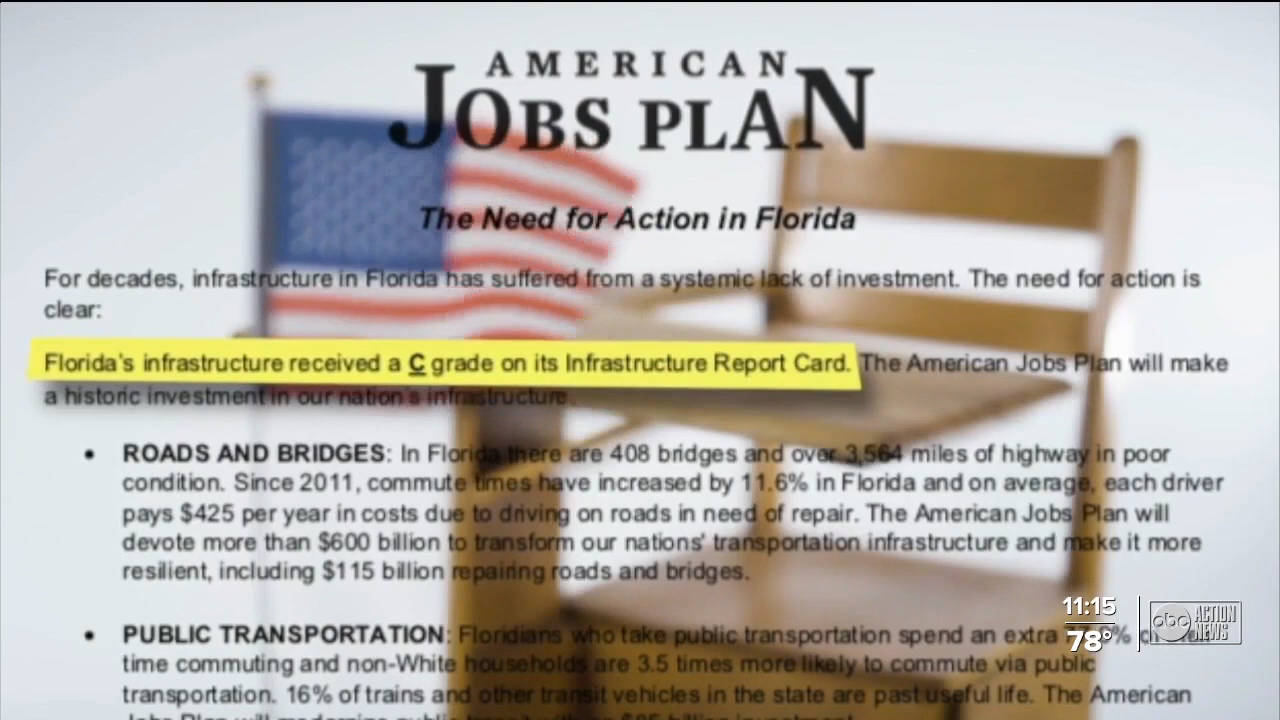 AMERICAN
JOBS PLAN
The Need for Action in Florida
For decades, infrastructure in Florida has suffered from a systemic lack of investment. The need for action is
clear:
Florida's infrastructure received a C grade on its Infrastructure Report Card. The American Jobs Plan will make
a historic investment in our nation's infrastructure.
• ROADS AND BRIDGES: In Florida there are 408 bridges and over 3,564 miles of highway in poor
condition. Since 2011, commute times have increased by 11.6% in Florida and on average, each driver
pays $425 per year in costs due to driving on roads in need of repair. The American Jobs Plan will
devote more than $600 billion to transform our nations' transportation infrastructure and make it more
resilient, including $115 billion repairing roads and bridges.
• PUBLIC TRANSPORTATION: Floridians who take public transportation spend an extra
time commuting and non-White households are 3.5 times more likely to commute via public
transportation. 16% of trains and other transit vehicles in the state are past useful life. The American
11:15
78°
abc ACTION
NEWS